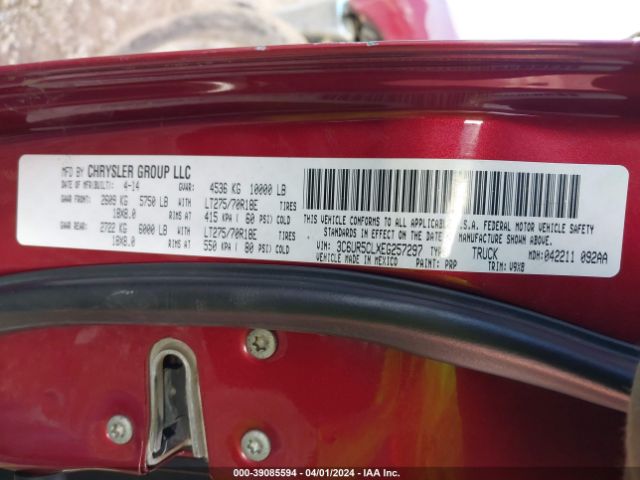 MFD BY CHRYSLER GROUP LLC
DATE OF MFR(BUILT): 4-14 GVWR: 4536 KG 10000 LB
GAWR FRONT: 2609 KG 5750 LB WITH LT275/70R18E TIRES
18X8.0 RIMS AT 415 KPA ( 60 PSI) COLD
GAWR REAR: 2722 KG 6000 LB WITH LT275/70R18E TIRES
18X8.0 RIMS AT 550 KPA ( 80 PSI) COLD
THIS VEHICLE CONFORMS TO ALL APPLICABLE U.S.A. FEDERAL MOTOR VEHICLE SAFETY
STANDARDS IN EFFECT ON THE DATE OF MANUFACTURE SHOWN ABOVE.
VIN: 3C6UR5CLXEG257297 TYPE: TRUCK MDH: 042211 092AA
VEHICLE MADE IN MEXICO PAINT: PRP TRIM: V9X8
000-39085594 - 04/01/2024 - IAA Inc.